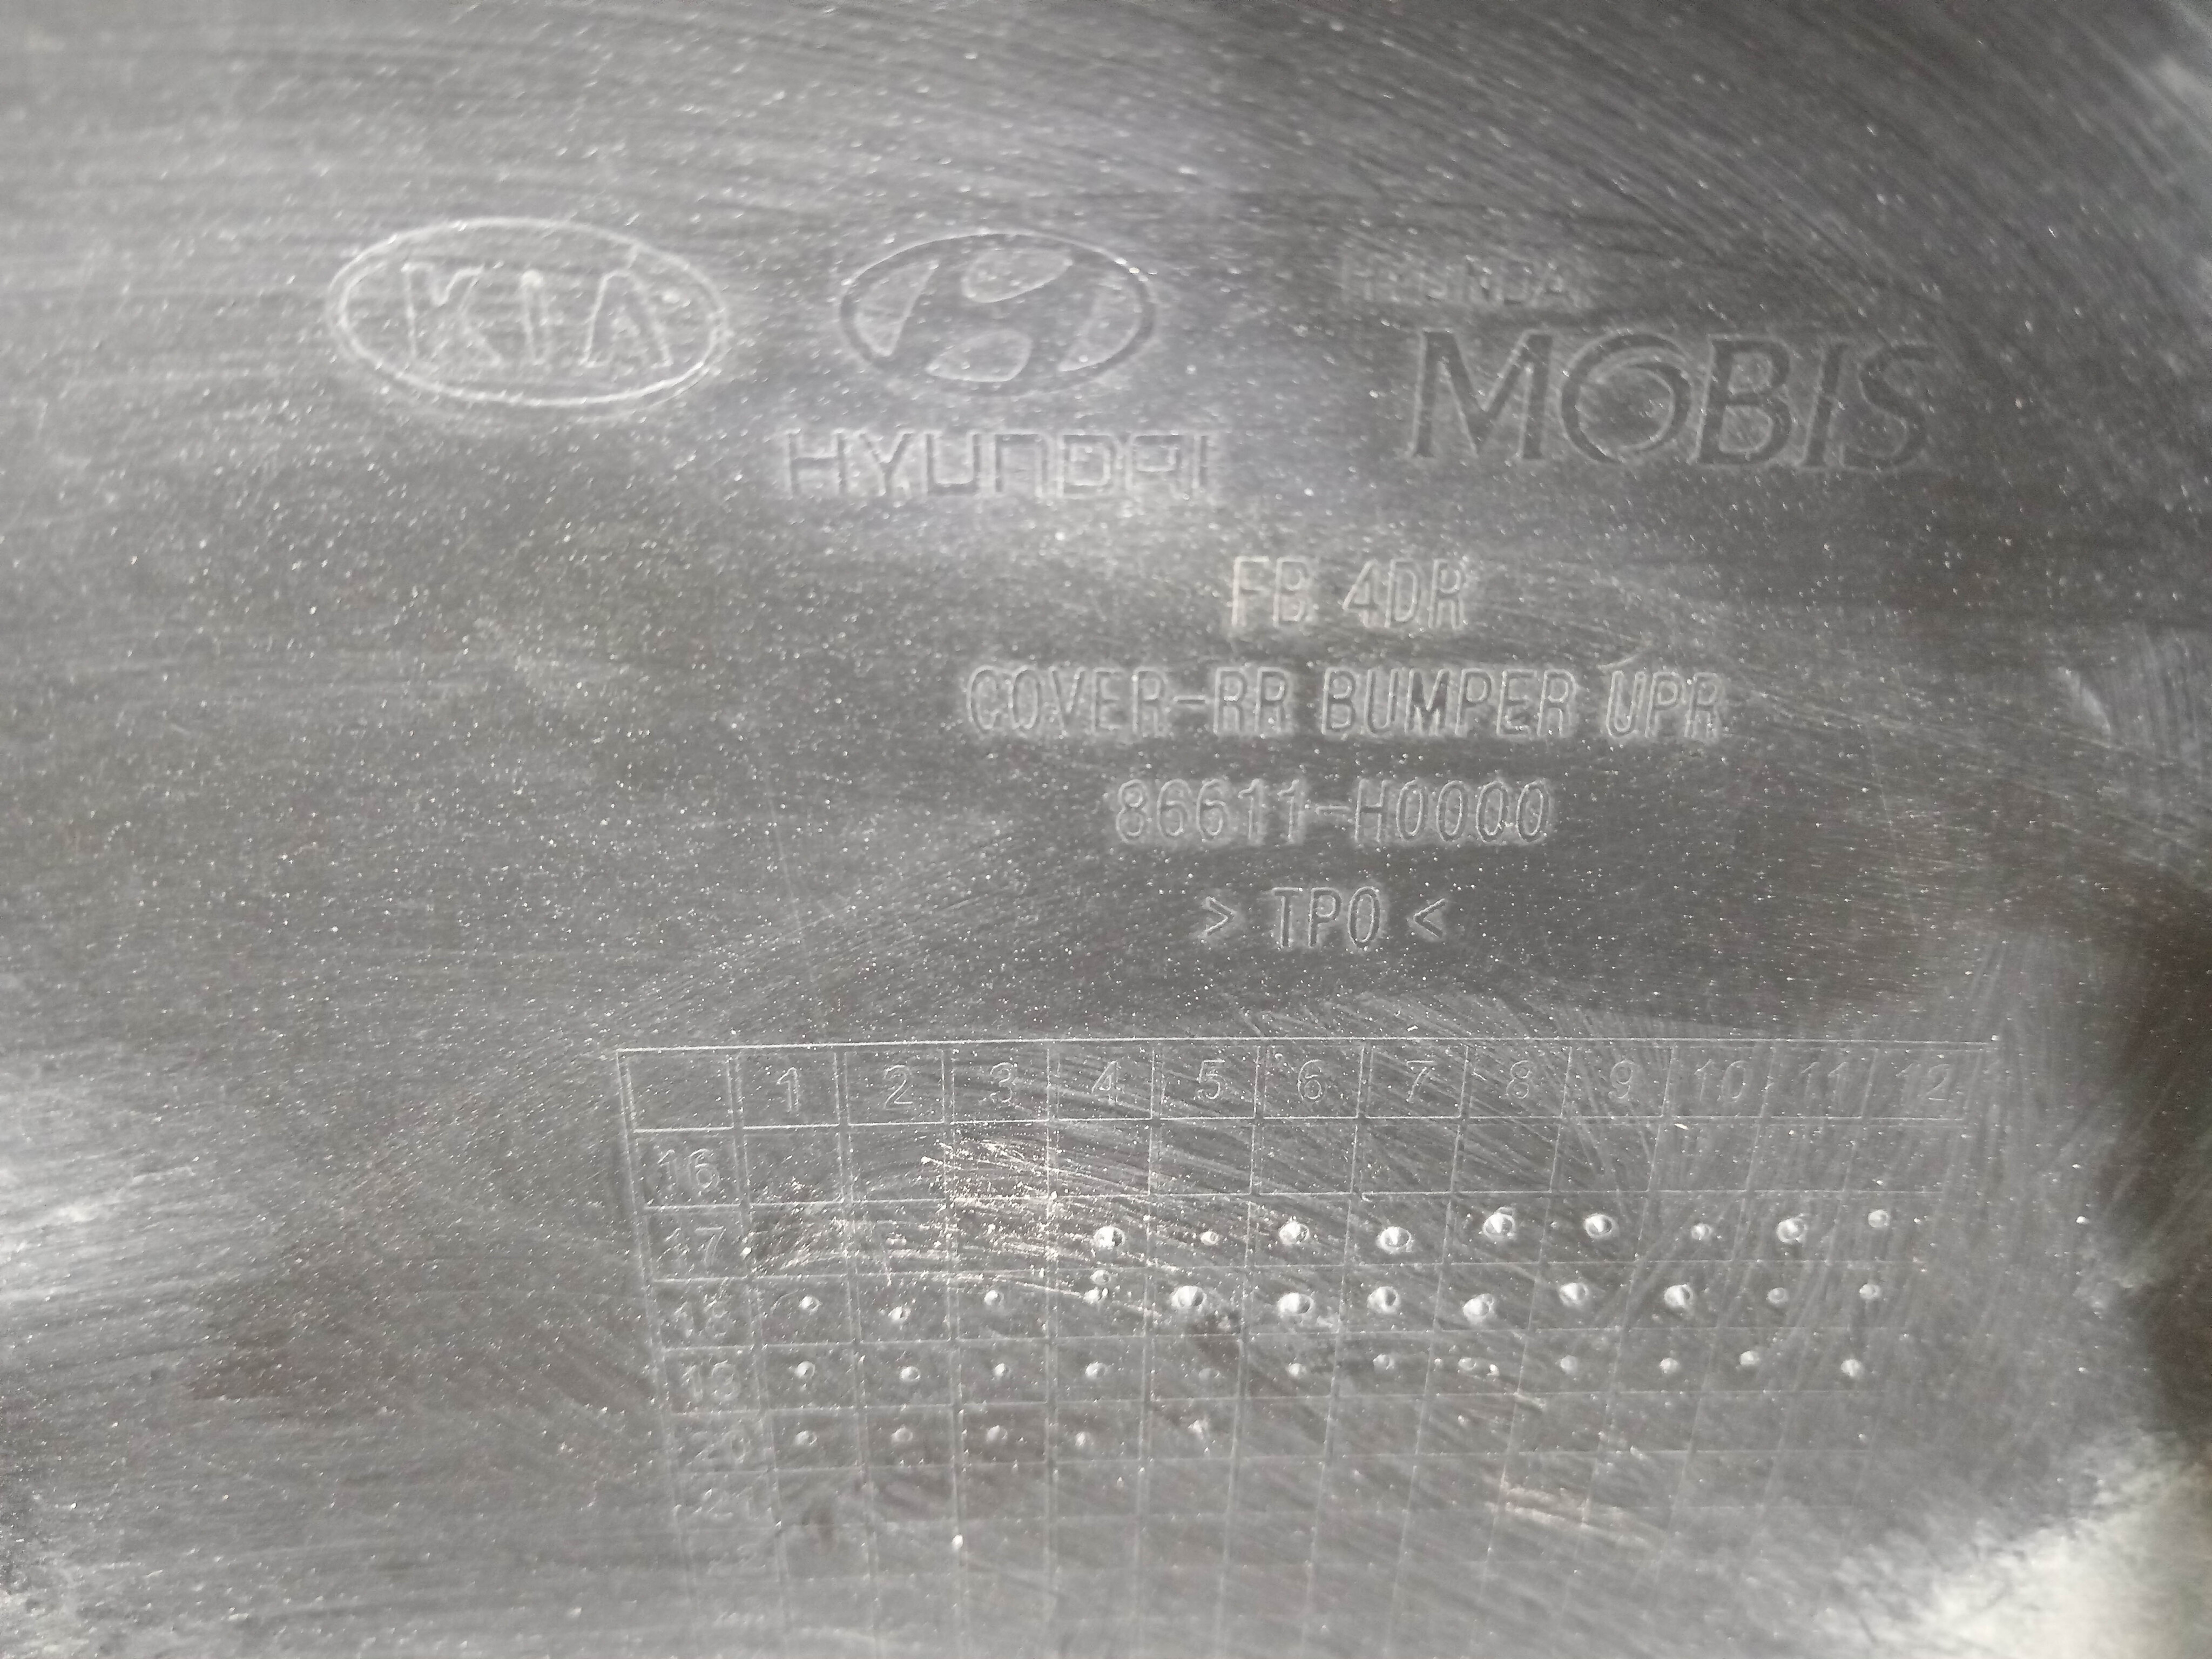 KIA
HYUNDAI
HYUNDAI
MOBIS
FB 4DR
COVER-RR BUMPER UPR
86611-H0000
> TPO <
1 2 3 4 5 6 7 8 9 10 11 12
16
17
18
19
20
21